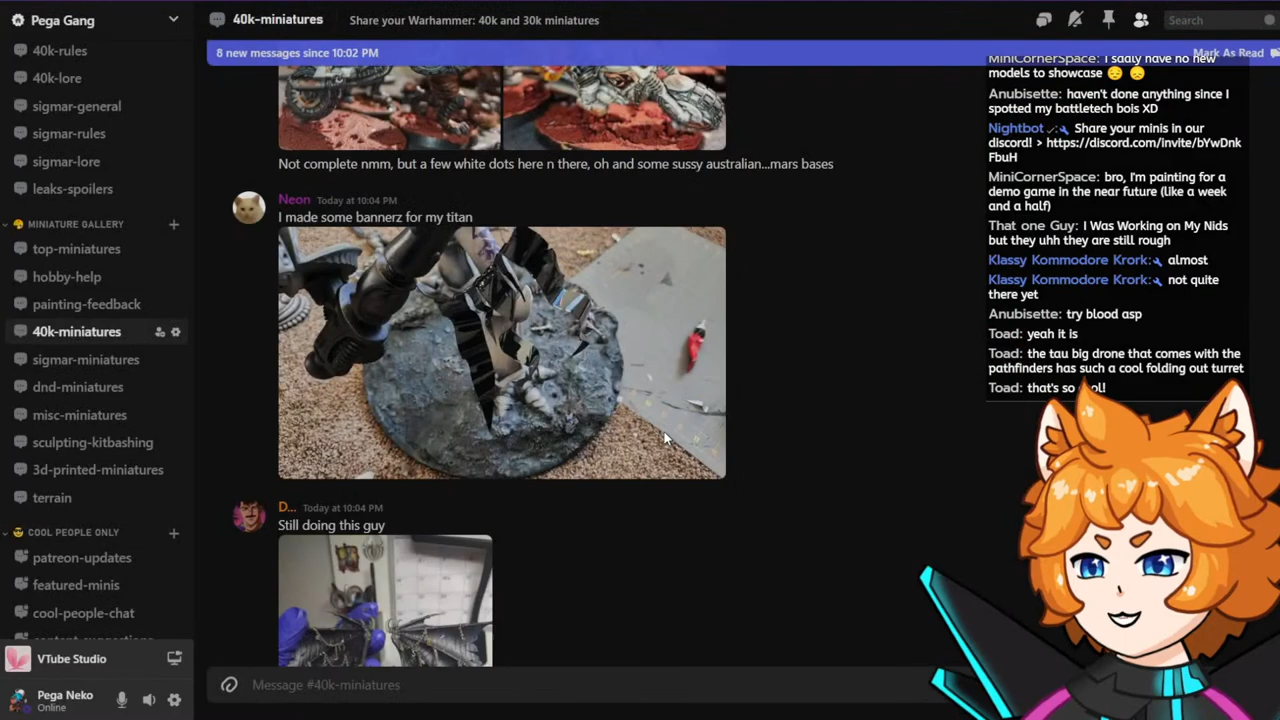 Pega Gang
40k-rules
40k-lore
sigmar-general
sigmar-rules
sigmar-lore
leaks-spoilers
MINIATURE GALLERY
top-miniatures
hobby-help
painting-feedback
40k-miniatures
sigmar-miniatures
dnd-miniatures
misc-miniatures
sculpting-kitbashing
3d-printed-miniatures
terrain
COOL PEOPLE ONLY
patreon-updates
featured-minis
cool-people-chat
content-suggestions
VTube Studio
Pega Neko
Online
40k-miniatures
Share your Warhammer: 40k and 30k miniatures
Search
8 new messages since 10:02 PM
Mark As Read
Not complete nmm, but a few white dots here n there, oh and some sussy australian...mars bases
Neon Today at 10:04 PM
I made some bannerz for my titan
D... Today at 10:04 PM
Still doing this guy
Message #40k-miniatures
MiniCornerSpace: I sadly have no new
models to showcase 😔 😔
Anubisette: haven't done anything since I
spotted my battletech bois XD
Nightbot: Share your minis in our
discord! > https://discord.com/invite/bYwDnk
FbuH
MiniCornerSpace: bro, I'm painting for a
demo game in the near future (like a week
and a half)
That one Guy: I Was Working on My Nids
but they uhh they are still rough
Klassy Kommodore Krork: almost
Klassy Kommodore Krork: not quite
there yet
Anubisette: try blood asp
Toad: yeah it is
Toad: the tau big drone that comes with the
pathfinders has such a cool folding out turret
Toad: that's so